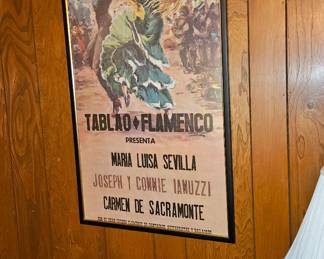 TABLAO♦FLAMENCO
PRESENTA
MARIA LUISA SEVILLA
JOSEPH Y CONNIE IANUZZI
CARMEN DE SACRAMONTE